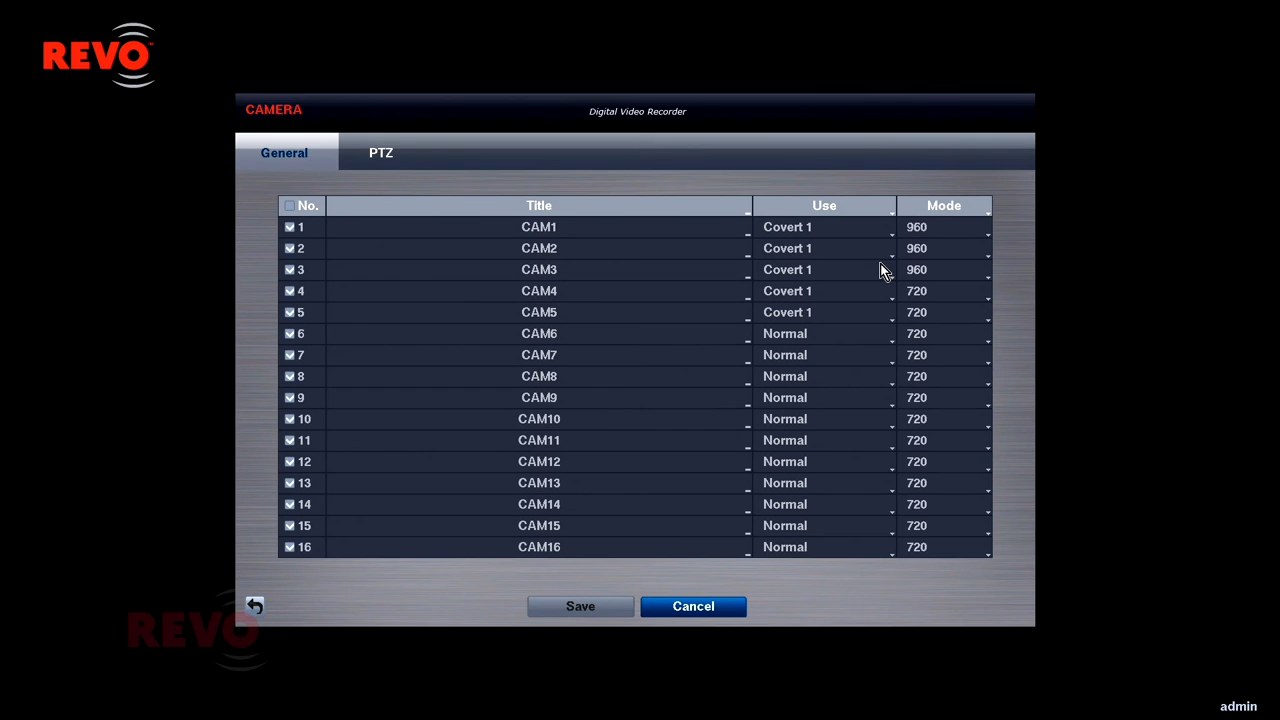 REVO™
CAMERA
Digital Video Recorder
General PTZ
No. Title Use Mode
1 CAM1 Covert 1 960
2 CAM2 Covert 1 960
3 CAM3 Covert 1 960
4 CAM4 Covert 1 720
5 CAM5 Covert 1 720
6 CAM6 Normal 720
7 CAM7 Normal 720
8 CAM8 Normal 720
9 CAM9 Normal 720
10 CAM10 Normal 720
11 CAM11 Normal 720
12 CAM12 Normal 720
13 CAM13 Normal 720
14 CAM14 Normal 720
15 CAM15 Normal 720
16 CAM16 Normal 720
Save Cancel
REVO
admin